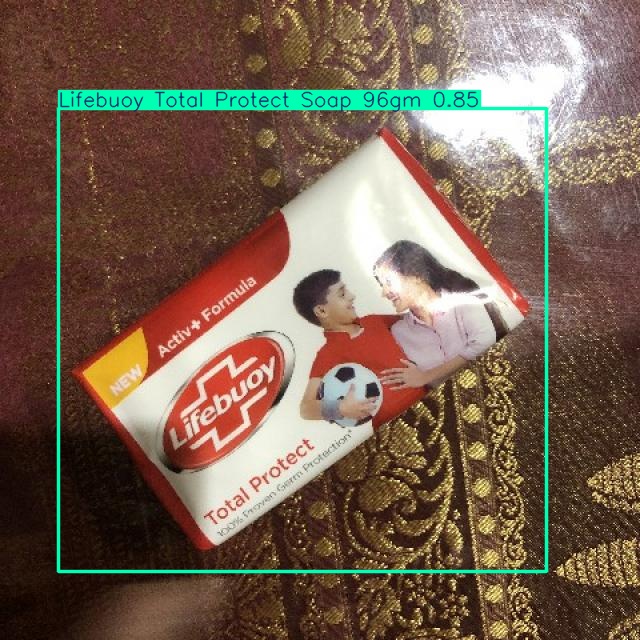 Lifebuoy Total Protect Soap 96gm 0.85
NEW
Activ+ Formula
Lifebuoy
Total Protect
100% Proven Germ Protection*